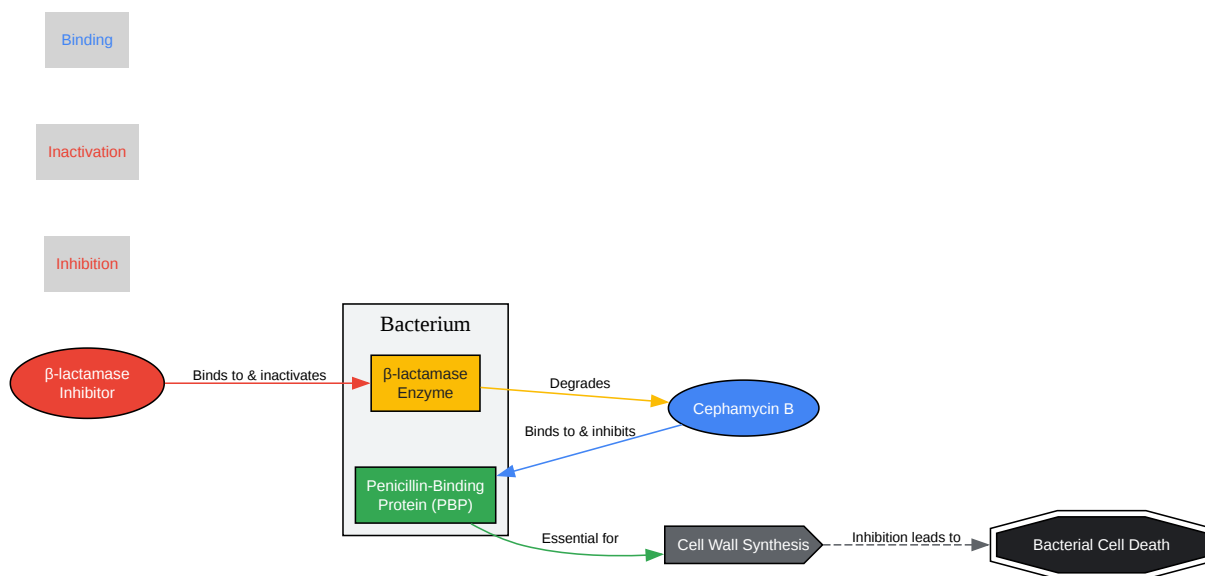 Binding
Inactivation
Inhibition
Bacterium
β-lactamase
Inhibitor
Binds to & inactivates
β-lactamase
Enzyme
Degrades
Cephamycin B
Binds to & inhibits
Penicillin-Binding
Protein (PBP)
Essential for
Cell Wall Synthesis
Inhibition leads to
Bacterial Cell Death